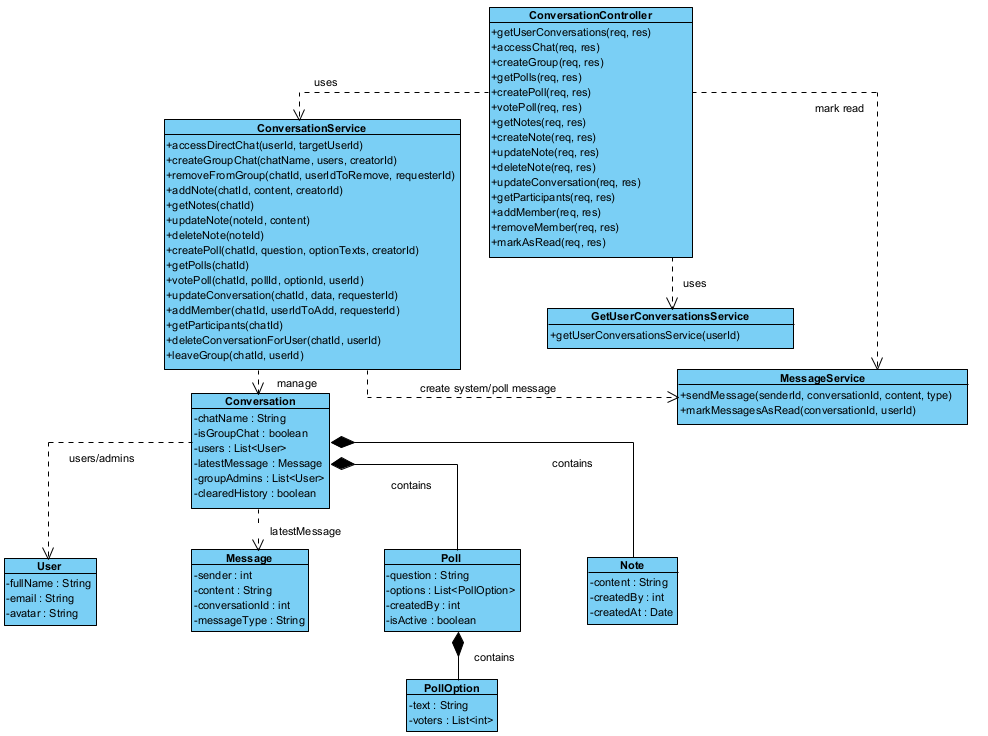 ConversationController
+getUserConversations(req, res)
+accessChat(req, res)
+createGroup(req, res)
+getPolls(req, res)
+createPoll(req, res)
+votePoll(req, res)
+getNotes(req, res)
+createNote(req, res)
+updateNote(req, res)
+deleteNote(req, res)
+updateConversation(req, res)
+getParticipants(req, res)
+addMember(req, res)
+removeMember(req, res)
+markAsRead(req, res)
uses
mark read
ConversationService
+accessDirectChat(userId, targetUserId)
+createGroupChat(chatName, users, creatorId)
+removeFromGroup(chatId, userIdToRemove, requesterId)
+addNote(chatId, content, creatorId)
+getNotes(chatId)
+updateNote(noteId, content)
+deleteNote(noteId)
+createPoll(chatId, question, optionTexts, creatorId)
+getPolls(chatId)
+votePoll(chatId, pollId, optionId, userId)
+updateConversation(chatId, data, requesterId)
+addMember(chatId, userIdToAdd, requesterId)
+getParticipants(chatId)
+deleteConversationForUser(chatId, userId)
+leaveGroup(chatId, userId)
uses
GetUserConversationsService
+getUserConversationsService(userId)
MessageService
+sendMessage(senderId, conversationId, content, type)
+markMessagesAsRead(conversationId, userId)
manage
create system/poll message
Conversation
-chatName : String
-isGroupChat : boolean
-users : List<User>
-latestMessage : Message
-groupAdmins : List<User>
-clearedHistory : boolean
users/admins
contains
contains
latestMessage
User
-fullName : String
-email : String
-avatar : String
Message
-sender : int
-content : String
-conversationId : int
-messageType : String
Poll
-question : String
-options : List<PollOption>
-createdBy : int
-isActive : boolean
Note
-content : String
-createdBy : int
-createdAt : Date
contains
PollOption
-text : String
-voters : List<int>